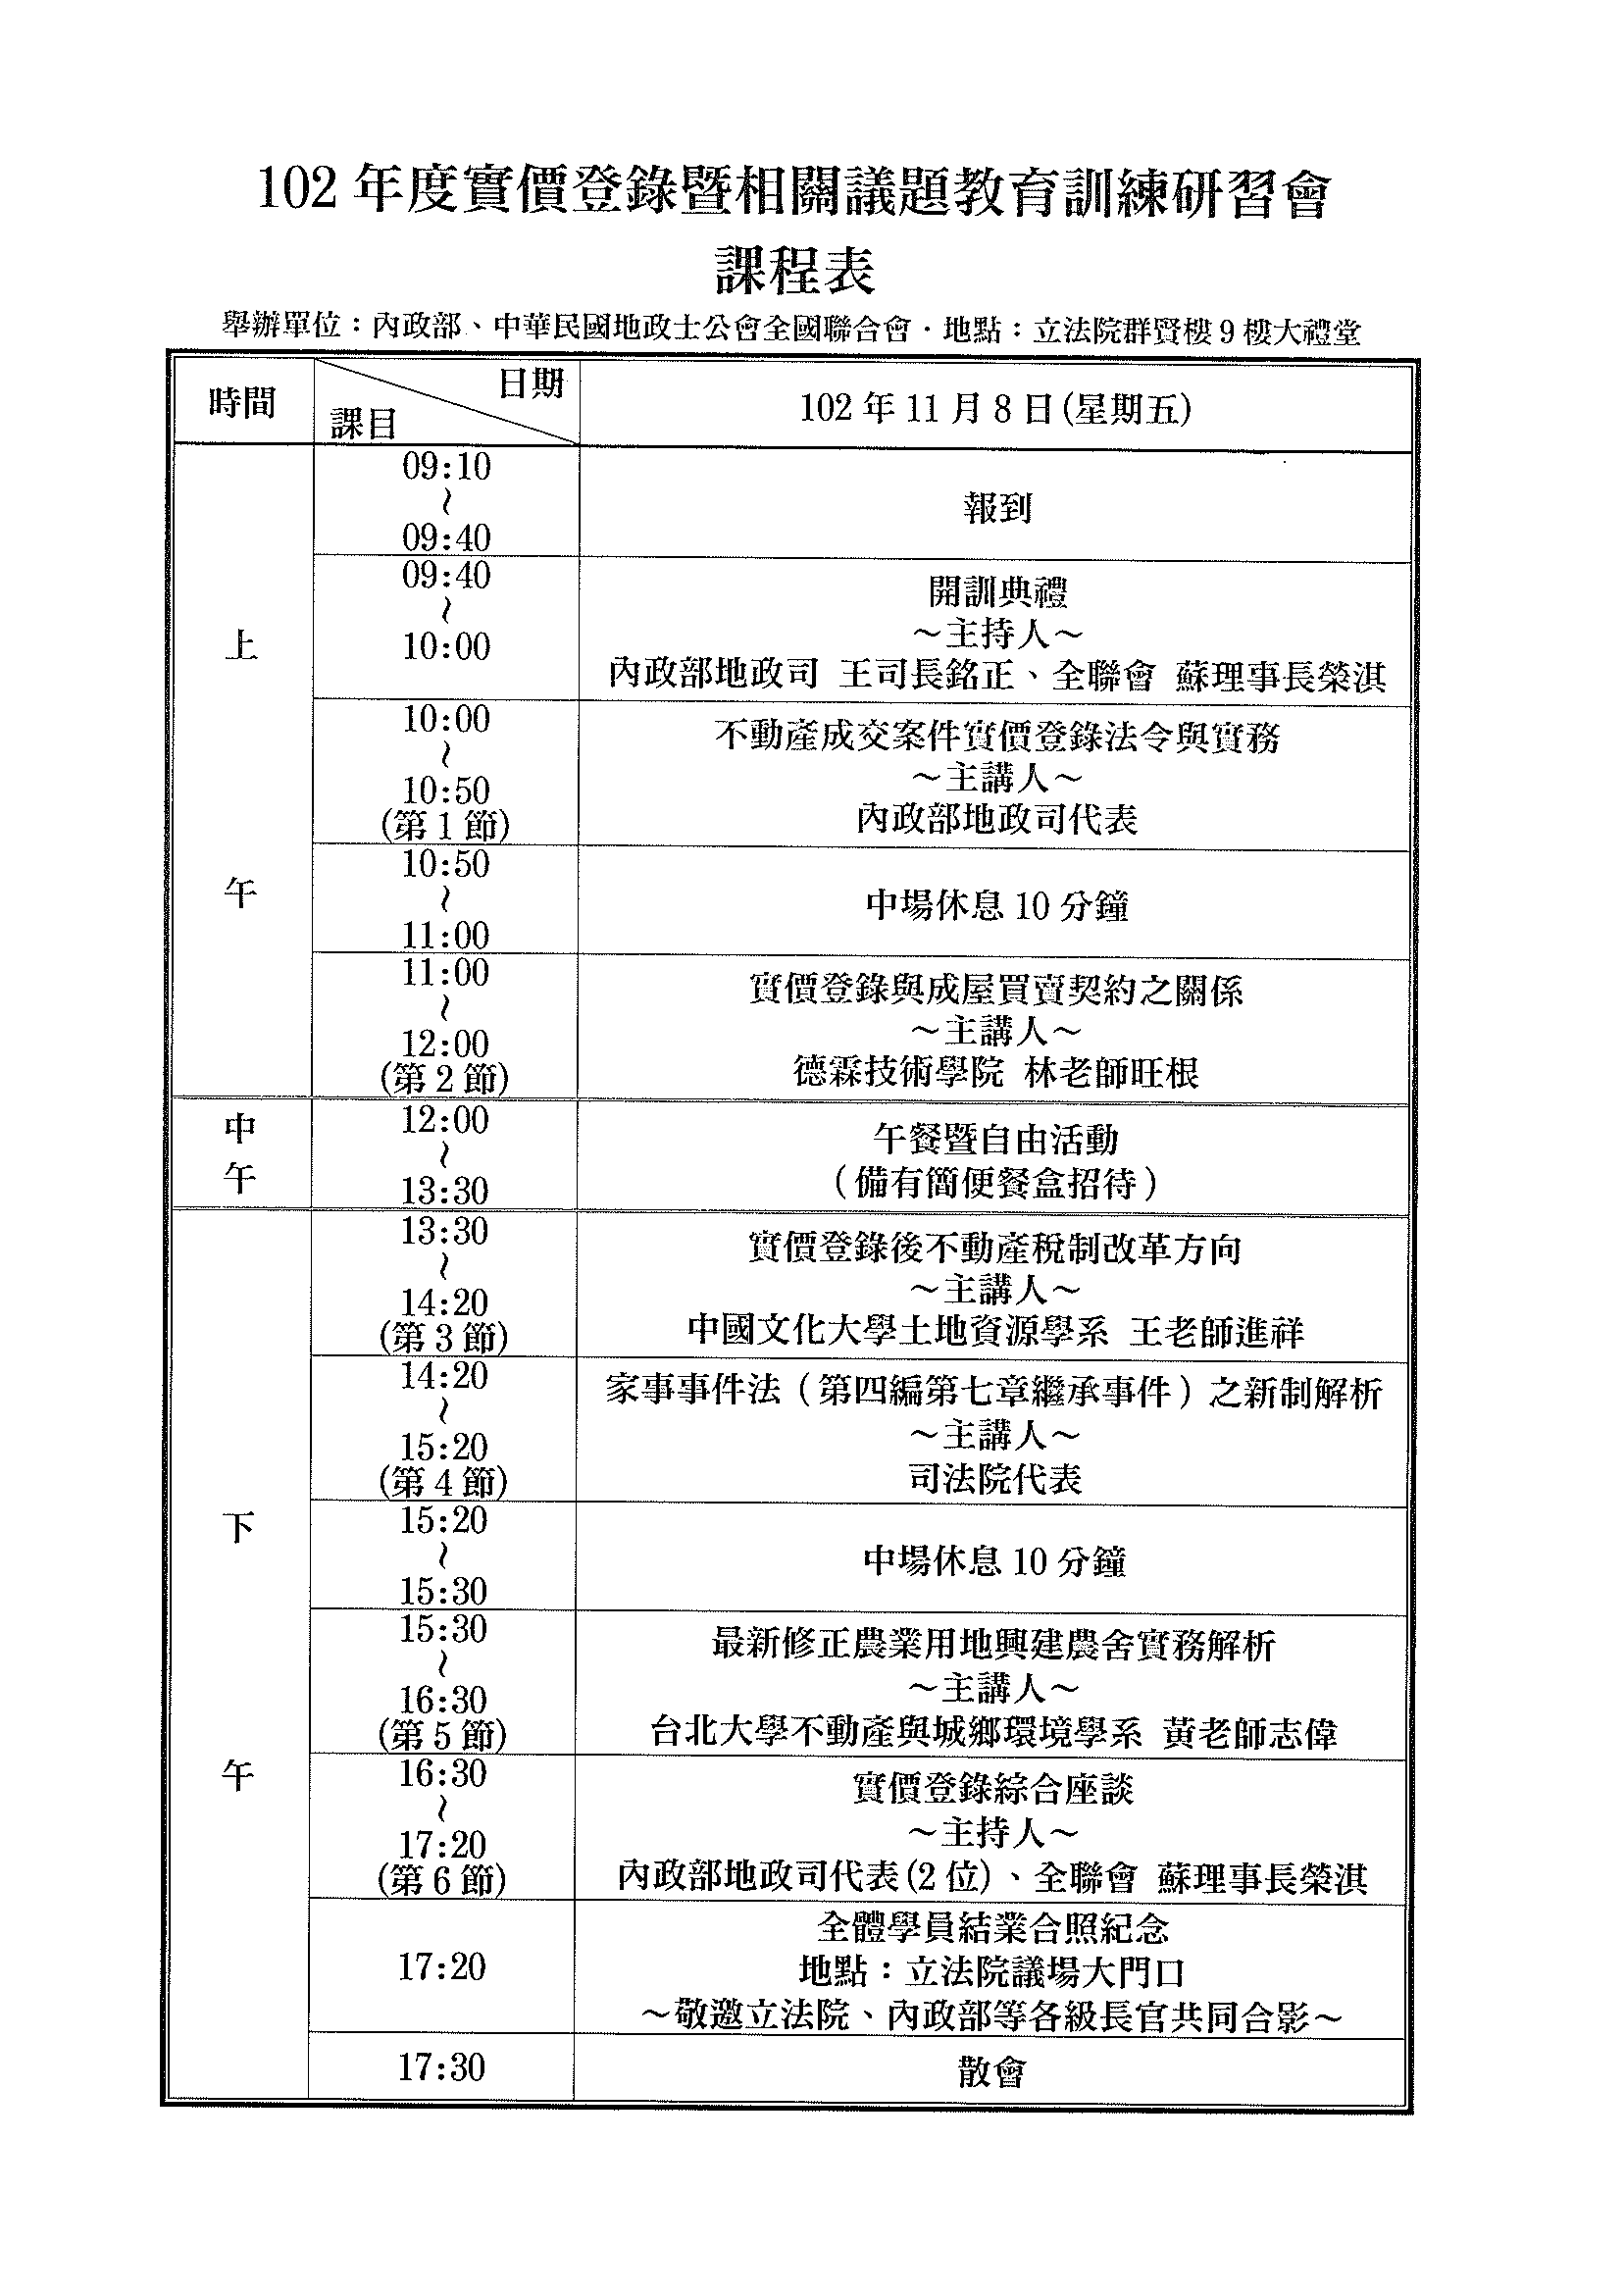 102 年度實價登錄暨相關議題教育訓練研習會
課程表
舉辦單位：內政部、中華民國地政士公會全國聯合會．地點：立法院群賢樓 9 樓大禮堂
時間
日期
課目
102 年 11 月 8 日(星期五)
上
午
09:10
～
09:40
報到
09:40
～
10:00
開訓典禮
～主持人～
內政部地政司 王司長銘正、全聯會 蘇理事長榮淇
10:00
～
10:50
(第 1 節)
不動產成交案件實價登錄法令與實務
～主講人～
內政部地政司代表
10:50
～
11:00
中場休息 10 分鐘
11:00
～
12:00
(第 2 節)
實價登錄與成屋買賣契約之關係
～主講人～
德霖技術學院 林老師旺根
中
午
12:00
～
13:30
午餐暨自由活動
（備有簡便餐盒招待）
下
午
13:30
～
14:20
(第 3 節)
實價登錄後不動產稅制改革方向
～主講人～
中國文化大學土地資源學系 王老師進祥
14:20
～
15:20
(第 4 節)
家事事件法（第四編第七章繼承事件）之新制解析
～主講人～
司法院代表
15:20
～
15:30
中場休息 10 分鐘
15:30
～
16:30
(第 5 節)
最新修正農業用地興建農舍實務解析
～主講人～
台北大學不動產與城鄉環境學系 黃老師志偉
16:30
～
17:20
(第 6 節)
實價登錄綜合座談
～主持人～
內政部地政司代表(2 位)、全聯會 蘇理事長榮淇
17:20
全體學員結業合照紀念
地點：立法院議場大門口
～敬邀立法院、內政部等各級長官共同合影～
17:30
散會